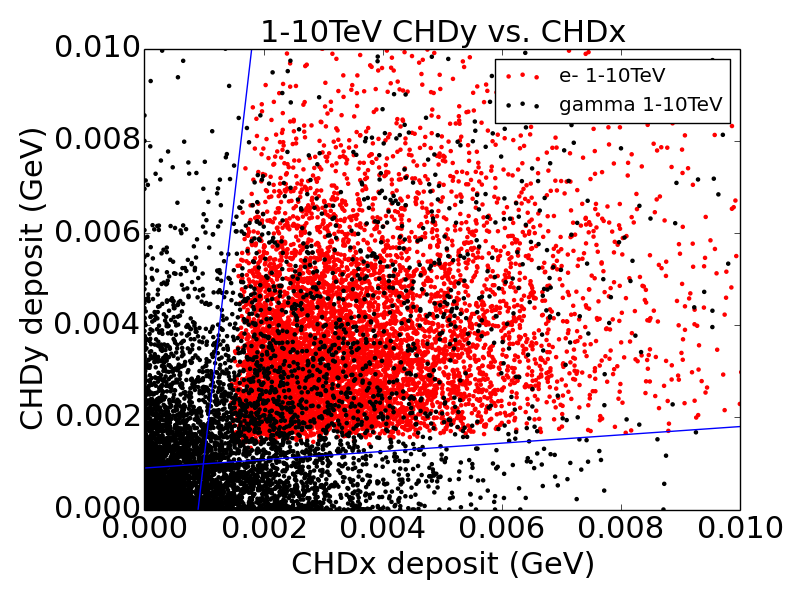 1-10TeV CHDy vs. CHDx
0.010
e- 1-10TeV
gamma 1-10TeV
0.008
0.006
CHDy deposit (GeV)
0.004
0.002
0.000
0.000 0.002 0.004 0.006 0.008 0.010
CHDx deposit (GeV)